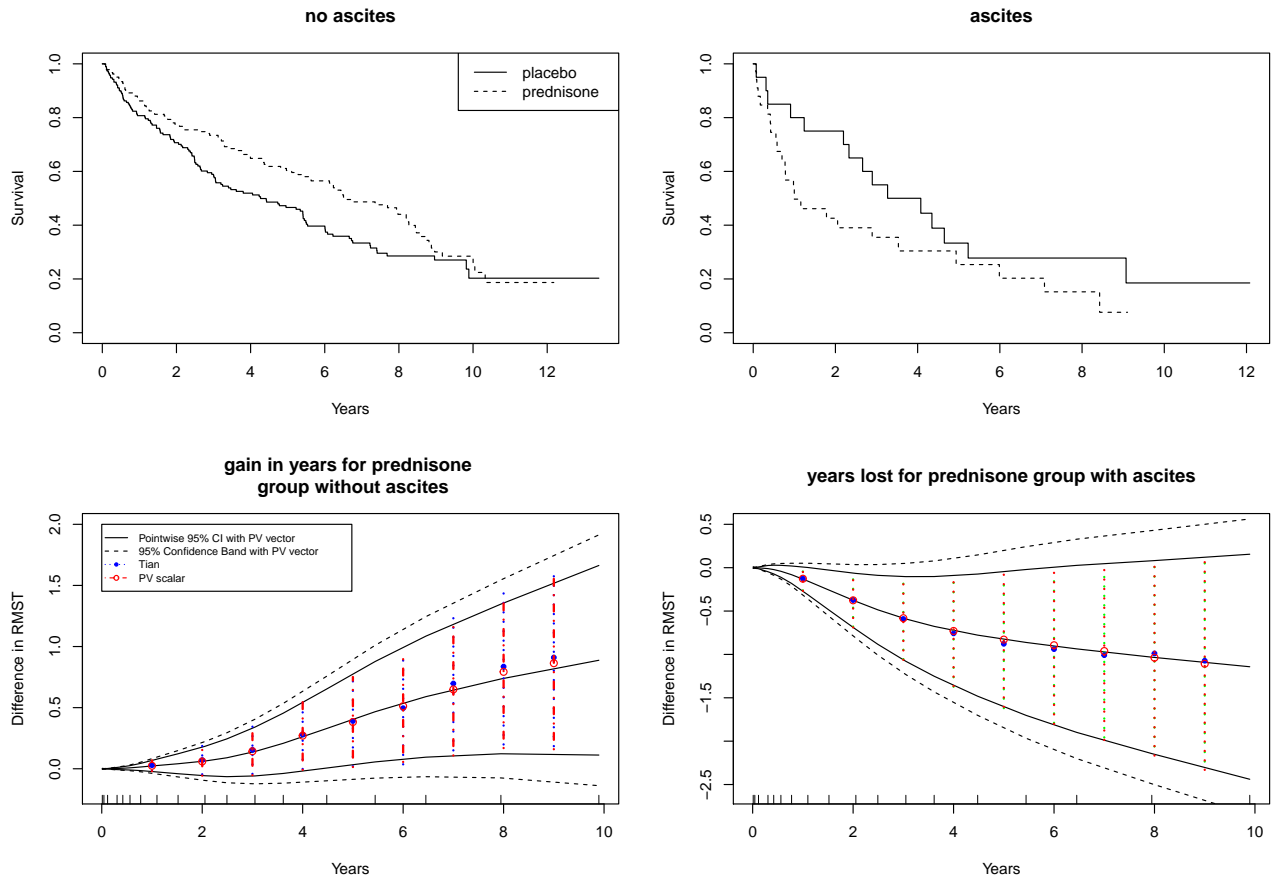 no ascites
1.0
0.8
0.6
0.4
0.2
0.0
Survival
placebo
prednisone
0 2 4 6 8 10 12
Years
ascites
1.0
0.8
0.6
0.4
0.2
0.0
Survival
0 2 4 6 8 10 12
Years
gain in years for prednisone
group without ascites
2.0
1.5
1.0
0.5
0.0
Difference in RMST
Pointwise 95% CI with PV vector
95% Confidence Band with PV vector
Tian
PV scalar
0 2 4 6 8 10
Years
years lost for prednisone group with ascites
0.5
0.0
−0.5
−1.5
−2.5
Difference in RMST
0 2 4 6 8 10
Years